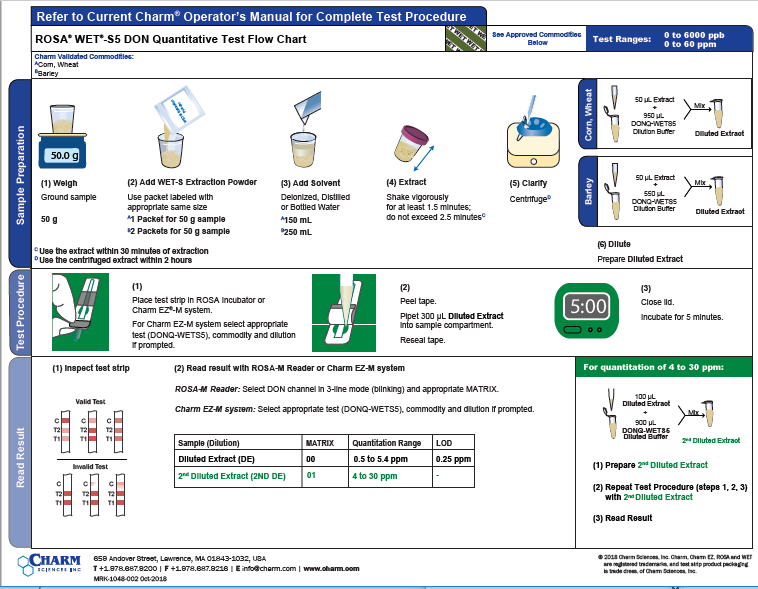 Refer to Current Charm® Operator's Manual for Complete Test Procedure
ROSA® WET®-S5 DON Quantitative Test Flow Chart
WET WET WET
See Approved Commodities
Below
Test Ranges:
0 to 6000 ppb
0 to 60 ppm
Charm Validated Commodities:
ACorn, Wheat
BBarley
Sample Preparation
50.0 g
(1) Weigh
Ground sample
50 g
(2) Add WET-S Extraction Powder
Use packet labeled with
appropriate same size
A1 Packet for 50 g sample
B2 Packets for 50 g sample
(3) Add Solvent
Deionized, Distilled
or Bottled Water
A150 mL
B250 mL
(4) Extract
Shake vigorously
for at least 1.5 minutes;
do not exceed 2.5 minutesC
(5) Clarify
CentrifugeD
Corn, Wheat
50 µL Extract
+
950 µL
DONQ-WETS5
Dilution Buffer
Mix
Diluted Extract
Barley
50 µL Extract
+
550 µL
DONQ-WETS5
Dilution Buffer
Mix
Diluted Extract
(6) Dilute
Prepare Diluted Extract
C Use the extract within 30 minutes of extraction
D Use the centrifuged extract within 2 hours
Test Procedure
(1)
Place test strip in ROSA Incubator or
Charm EZ®-M system.
For Charm EZ-M system select appropriate
test (DONQ-WETS5), commodity and dilution
if prompted.
(2)
Peel tape.
Pipet 300 µL Diluted Extract
into sample compartment.
Reseal tape.
5:00
(3)
Close lid.
Incubate for 5 minutes.
Read Result
(1) Inspect test strip
Valid Test
C
T2
T1
C
T2
T1
C
T2
T1
Invalid Test
C
T2
T1
C
T2
T1
C
T2
T1
(2) Read result with ROSA-M Reader or Charm EZ-M system
ROSA-M Reader: Select DON channel in 3-line mode (blinking) and appropriate MATRIX.
Charm EZ-M system: Select appropriate test (DONQ-WETS5), commodity and dilution if prompted.
Sample (Dilution) MATRIX Quantitation Range LOD
Diluted Extract (DE) 00 0.5 to 5.4 ppm 0.25 ppm
2nd Diluted Extract (2ND DE) 01 4 to 30 ppm -
For quantitation of 4 to 30 ppm:
100 µL
Diluted Extract
+
900 µL
DONQ-WETS5
Diluted Buffer
Mix
2nd Diluted Extract
(1) Prepare 2nd Diluted Extract
(2) Repeat Test Procedure (steps 1, 2, 3)
with 2nd Diluted Extract
(3) Read Result
CHARM
SCIENCES INC
659 Andover Street, Lawrence, MA 01843-1032, USA
T +1.978.687.9200 | F +1.978.687.9216 | E info@charm.com | www.charm.com
MRK-1048-002 Oct-2018
© 2018 Charm Sciences, Inc. Charm, Charm EZ, ROSA and WET
are registered trademarks, and test strip product packaging
is trade dress, of Charm Sciences, Inc.